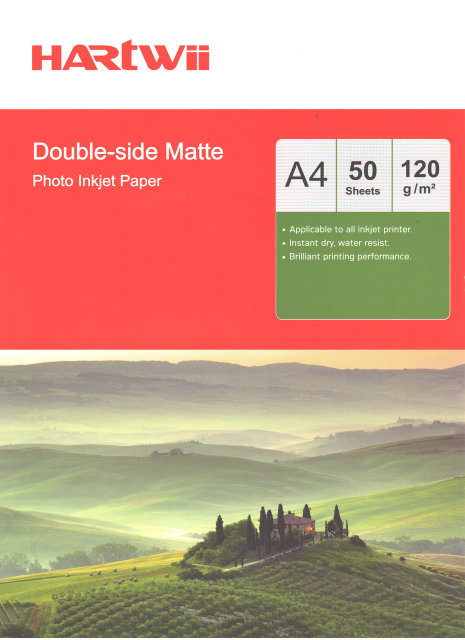 HARTWII
Double-side Matte
Photo Inkjet Paper
A4
50
Sheets
120
g/m²
• Applicable to all inkjet printer.
• Instant dry, water resist.
• Brilliant printing performance.